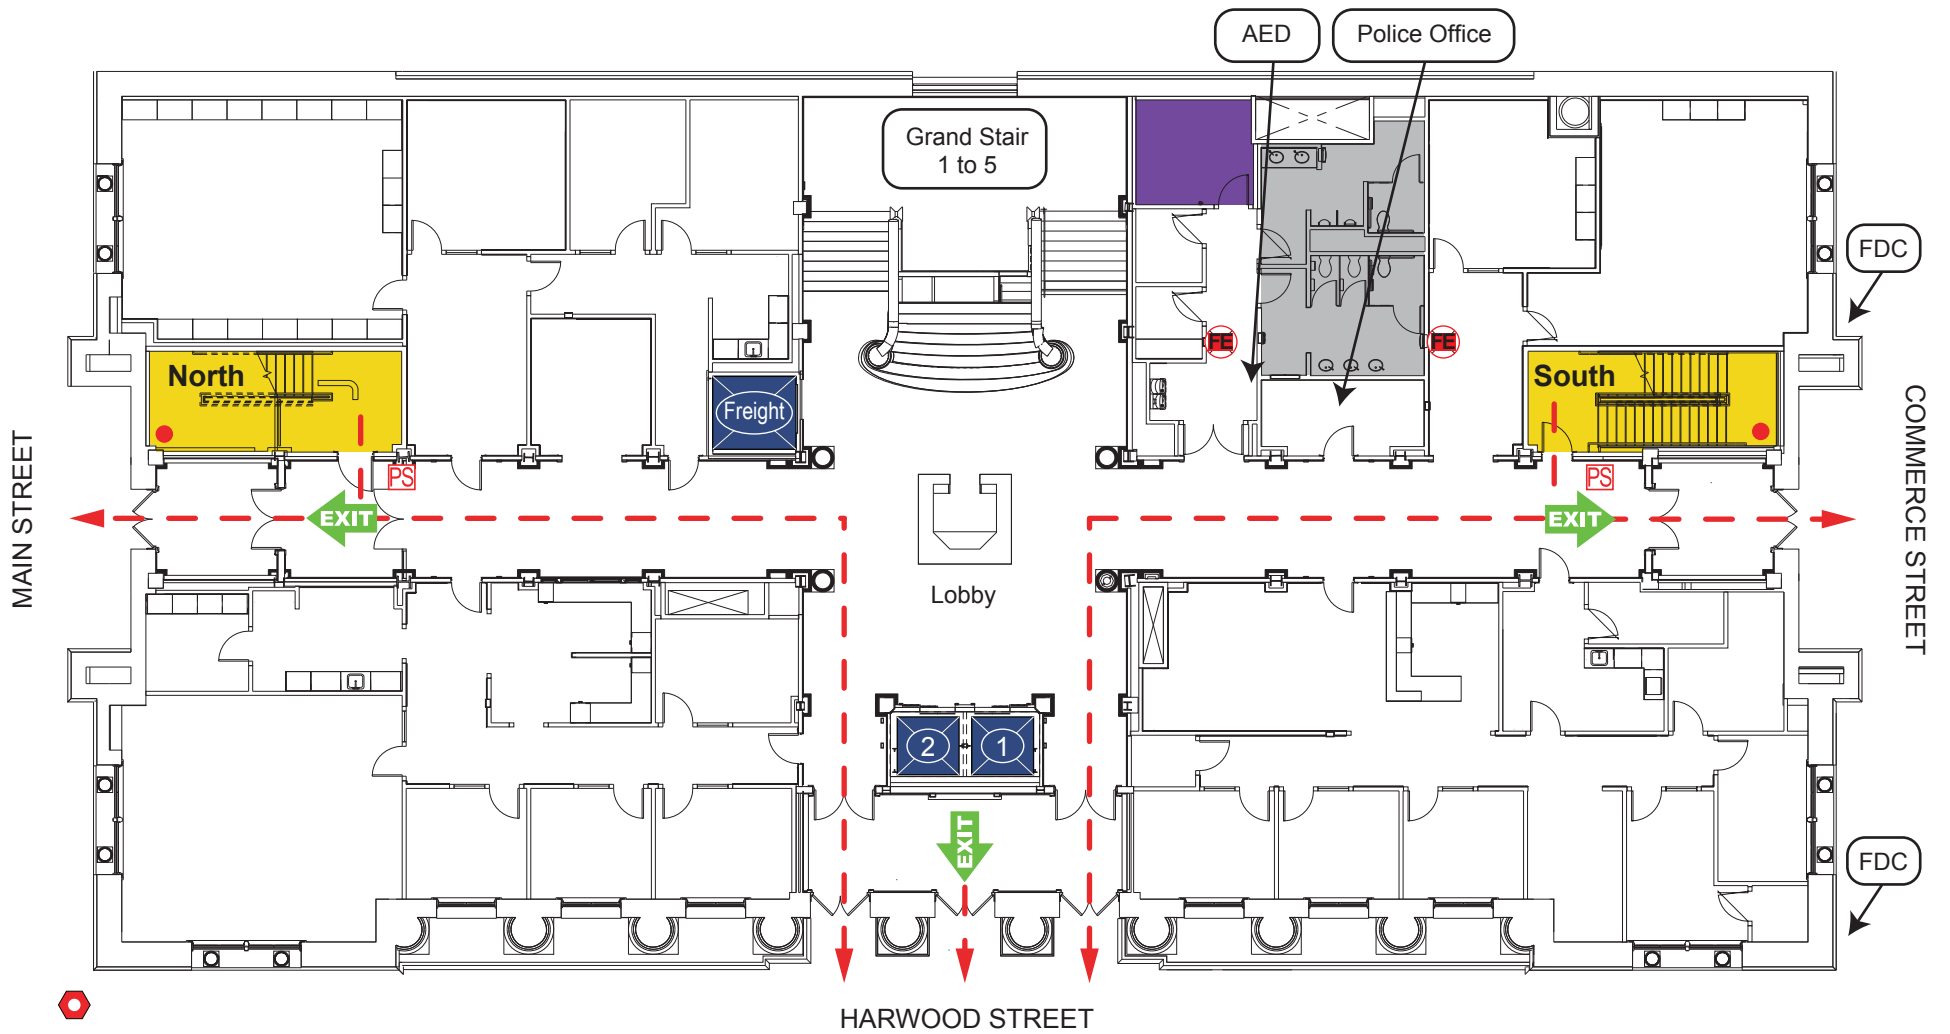 AED
Police Office
Grand Stair
1 to 5
FDC
FE
FE
North
South
Freight
PS
PS
EXIT
EXIT
MAIN STREET
COMMERCE STREET
Lobby
2
1
EXIT
FDC
HARWOOD STREET